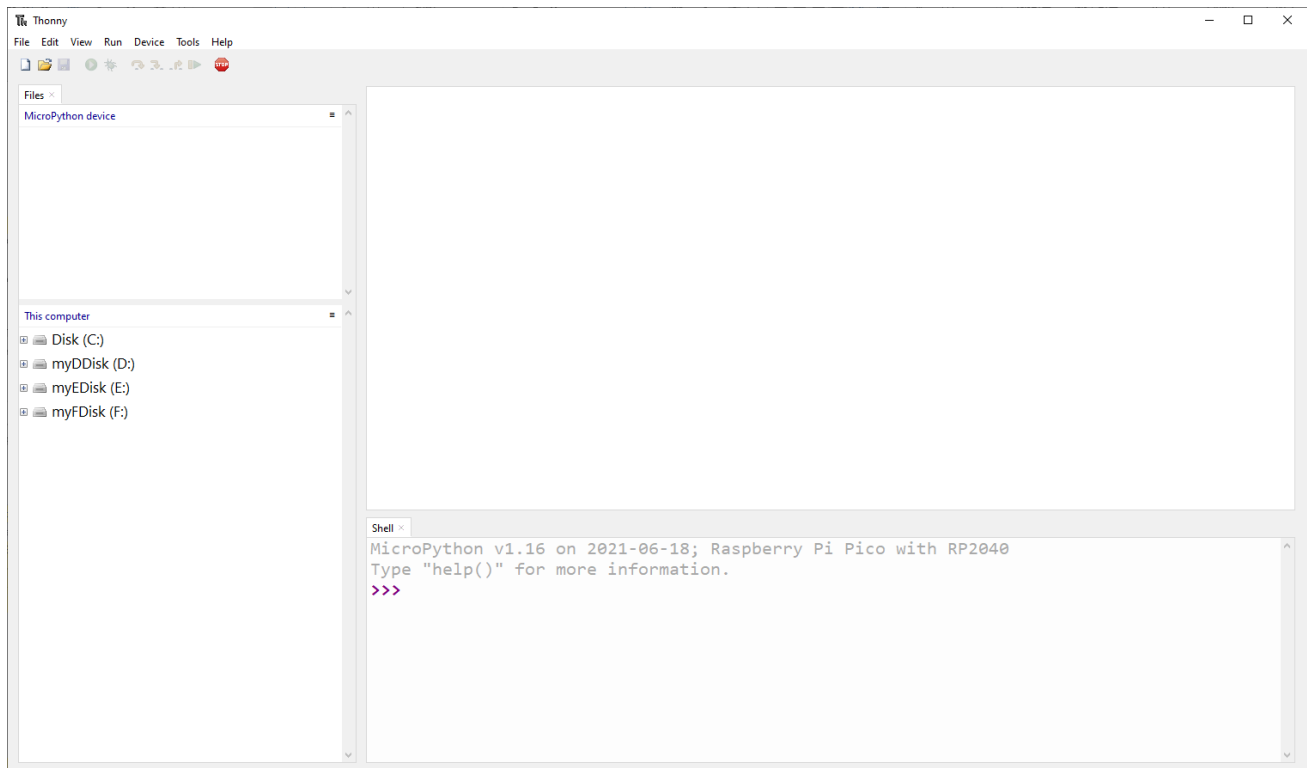 Thonny
File Edit View Run Device Tools Help
STOP
Files
MicroPython device
This computer
Disk (C:)
myDDisk (D:)
myEDisk (E:)
myFDisk (F:)
Shell
MicroPython v1.16 on 2021-06-18; Raspberry Pi Pico with RP2040
Type "help()" for more information.
>>>